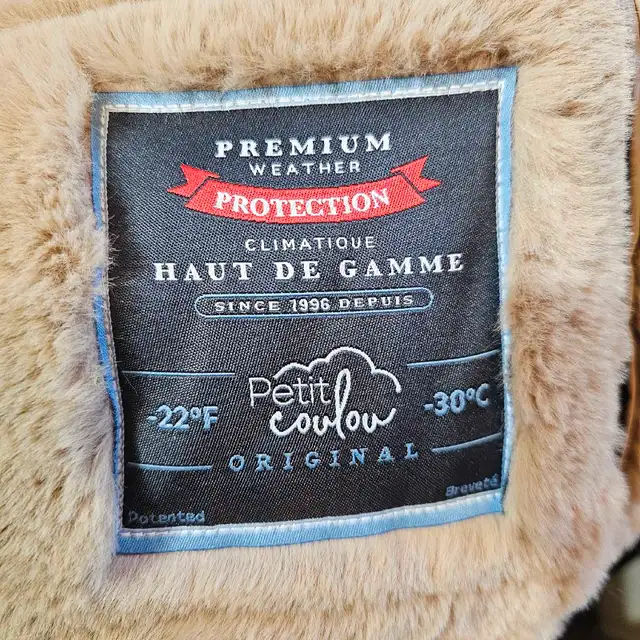 PREMIUM
WEATHER
PROTECTION
CLIMATIQUE
HAUT DE GAMME
SINCE 1996 DEPUIS
-22°F
Petit
coulou
-30°C
ORIGINAL
Patented
Breveté